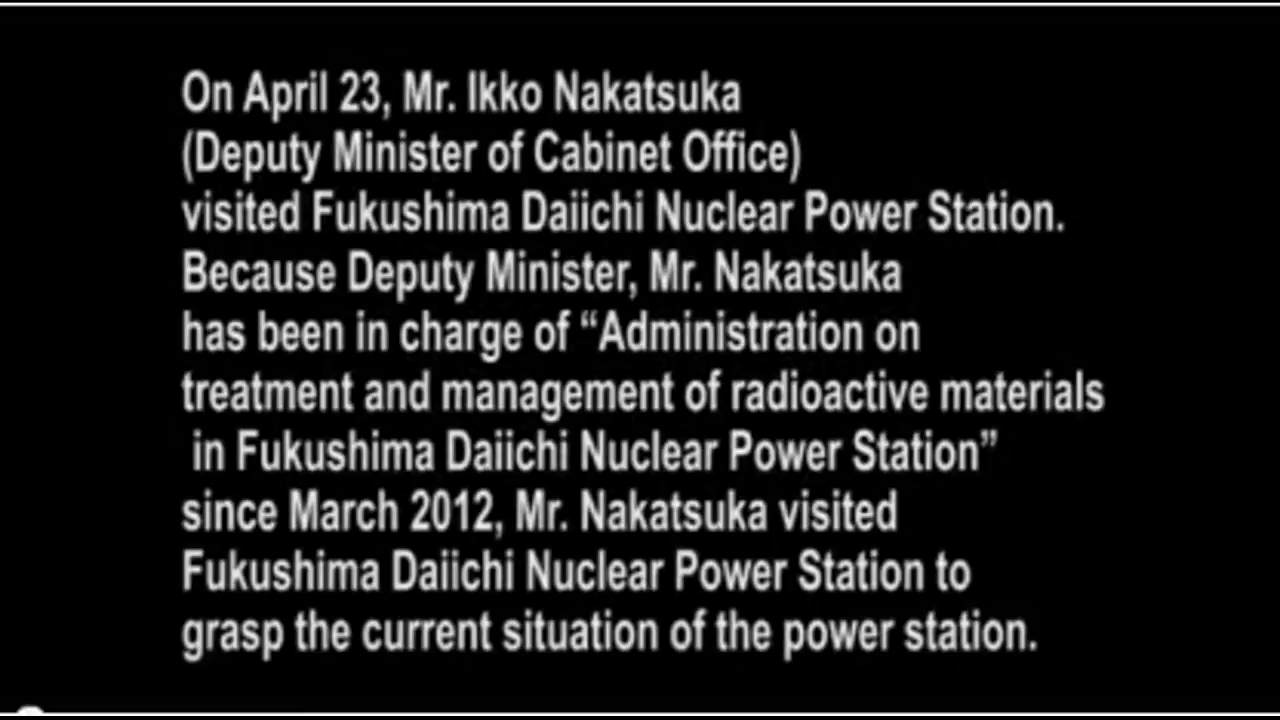 On April 23, Mr. Ikko Nakatsuka
(Deputy Minister of Cabinet Office)
visited Fukushima Daiichi Nuclear Power Station.
Because Deputy Minister, Mr. Nakatsuka
has been in charge of “Administration on
treatment and management of radioactive materials
in Fukushima Daiichi Nuclear Power Station”
since March 2012, Mr. Nakatsuka visited
Fukushima Daiichi Nuclear Power Station to
grasp the current situation of the power station.